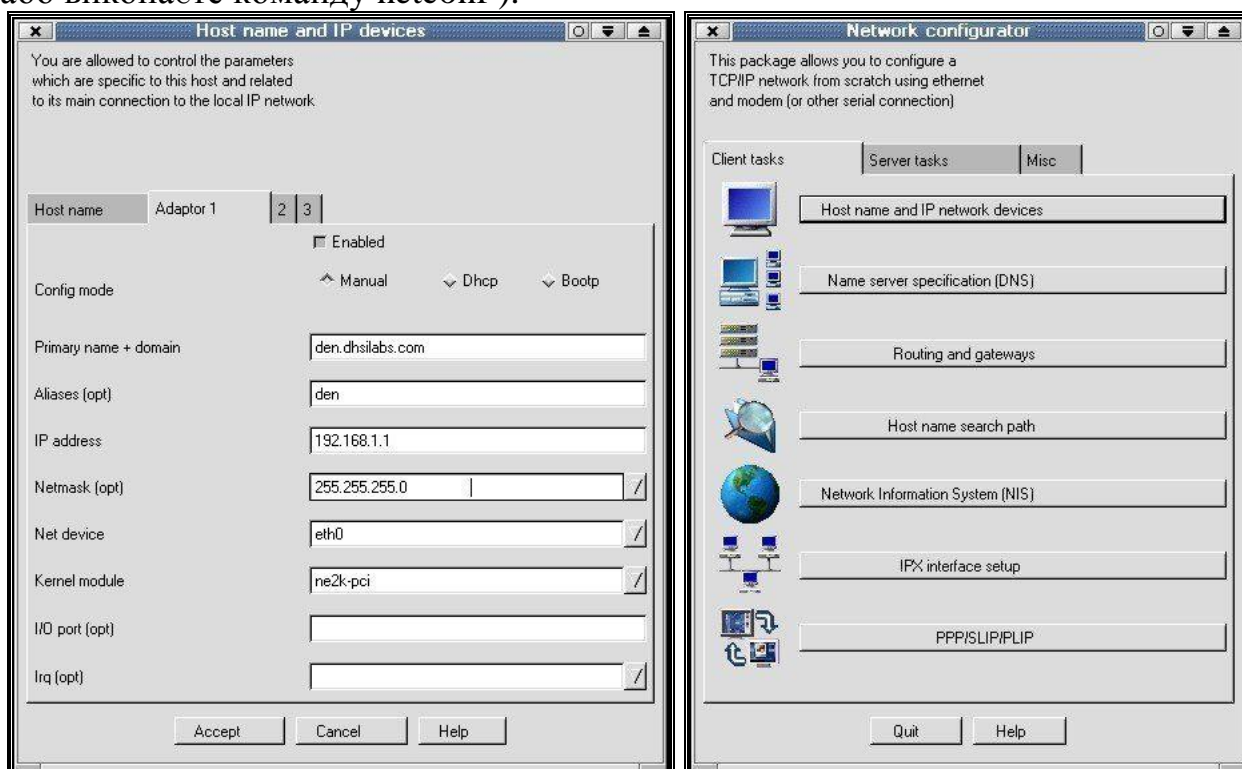 або виконаєте команду netconf ).
Host name and IP devices
You are allowed to control the parameters
which are specific to this host and related
to its main connection to the local IP network
Host name
Adaptor 1
2
3
Enabled
Config mode
Manual
Dhcp
Bootp
Primary name + domain
den.dhsilabs.com
Aliases (opt)
den
IP address
192.168.1.1
Netmask (opt)
255.255.255.0
Net device
eth0
Kernel module
ne2k-pci
I/O port (opt)
Irq (opt)
Accept
Cancel
Help
Network configurator
This package allows you to configure a
TCP/IP network from scratch using ethernet
and modem (or other serial connection)
Client tasks
Server tasks
Misc
Host name and IP network devices
Name server specification (DNS)
Routing and gateways
Host name search path
Network Information System (NIS)
IPX interface setup
PPP/SLIP/PLIP
Quit
Help